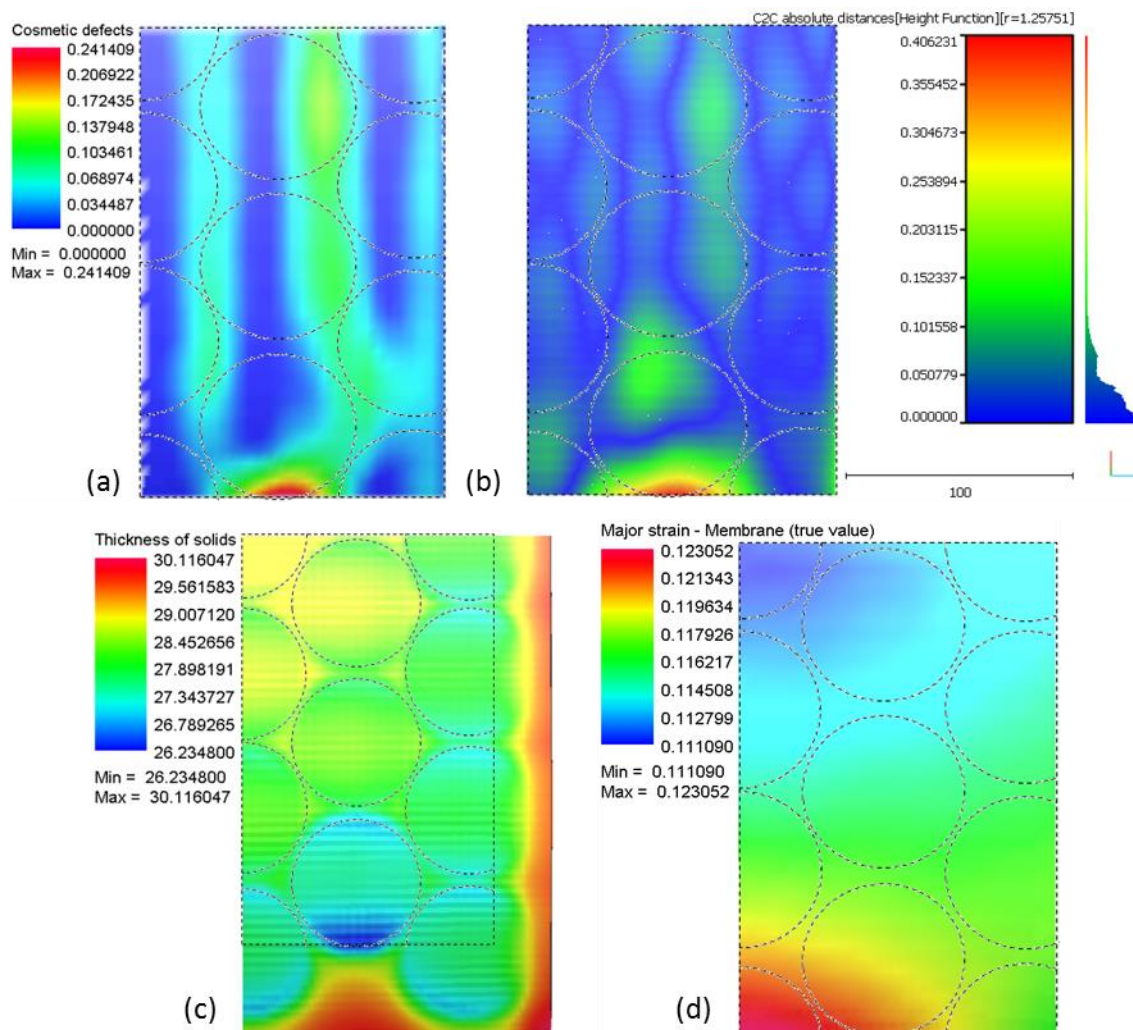 Cosmetic defects
0.241409
0.206922
0.172435
0.137948
0.103461
0.068974
0.034487
0.000000
Min = 0.000000
Max = 0.241409
(a)
C2C absolute distances[Height Function][r=1.25751]
0.406231
0.355452
0.304673
0.253894
0.203115
0.152337
0.101558
0.050779
0.000000
100
(b)
Thickness of solids
30.116047
29.561583
29.007120
28.452656
27.898191
27.343727
26.789265
26.234800
Min = 26.234800
Max = 30.116047
(c)
Major strain - Membrane (true value)
0.123052
0.121343
0.119634
0.117926
0.116217
0.114508
0.112799
0.111090
Min = 0.111090
Max = 0.123052
(d)